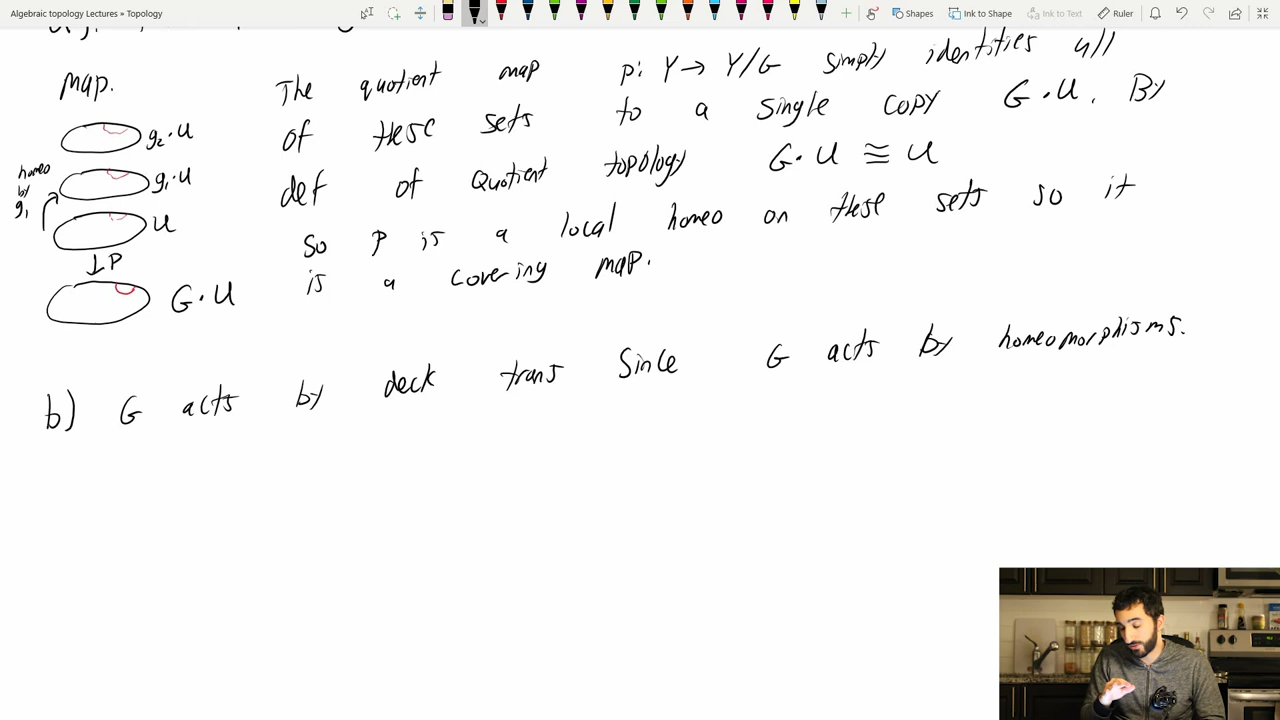 Algebraic topology Lectures » Topology
Shapes
Ink to Shape
Ink to Text
Ruler
map. The quotient map p: Y → Y/G simply identities all
of these sets to a single copy G·U. By
def of Quotient topology G·U ≅ U
So P is a local homeo on these sets so it
is a covering map.
g₂·U
homeo by g₁
g₁·U
U
↓P
G·U
b) G acts by deck trans Since G acts by homeomorphisms.